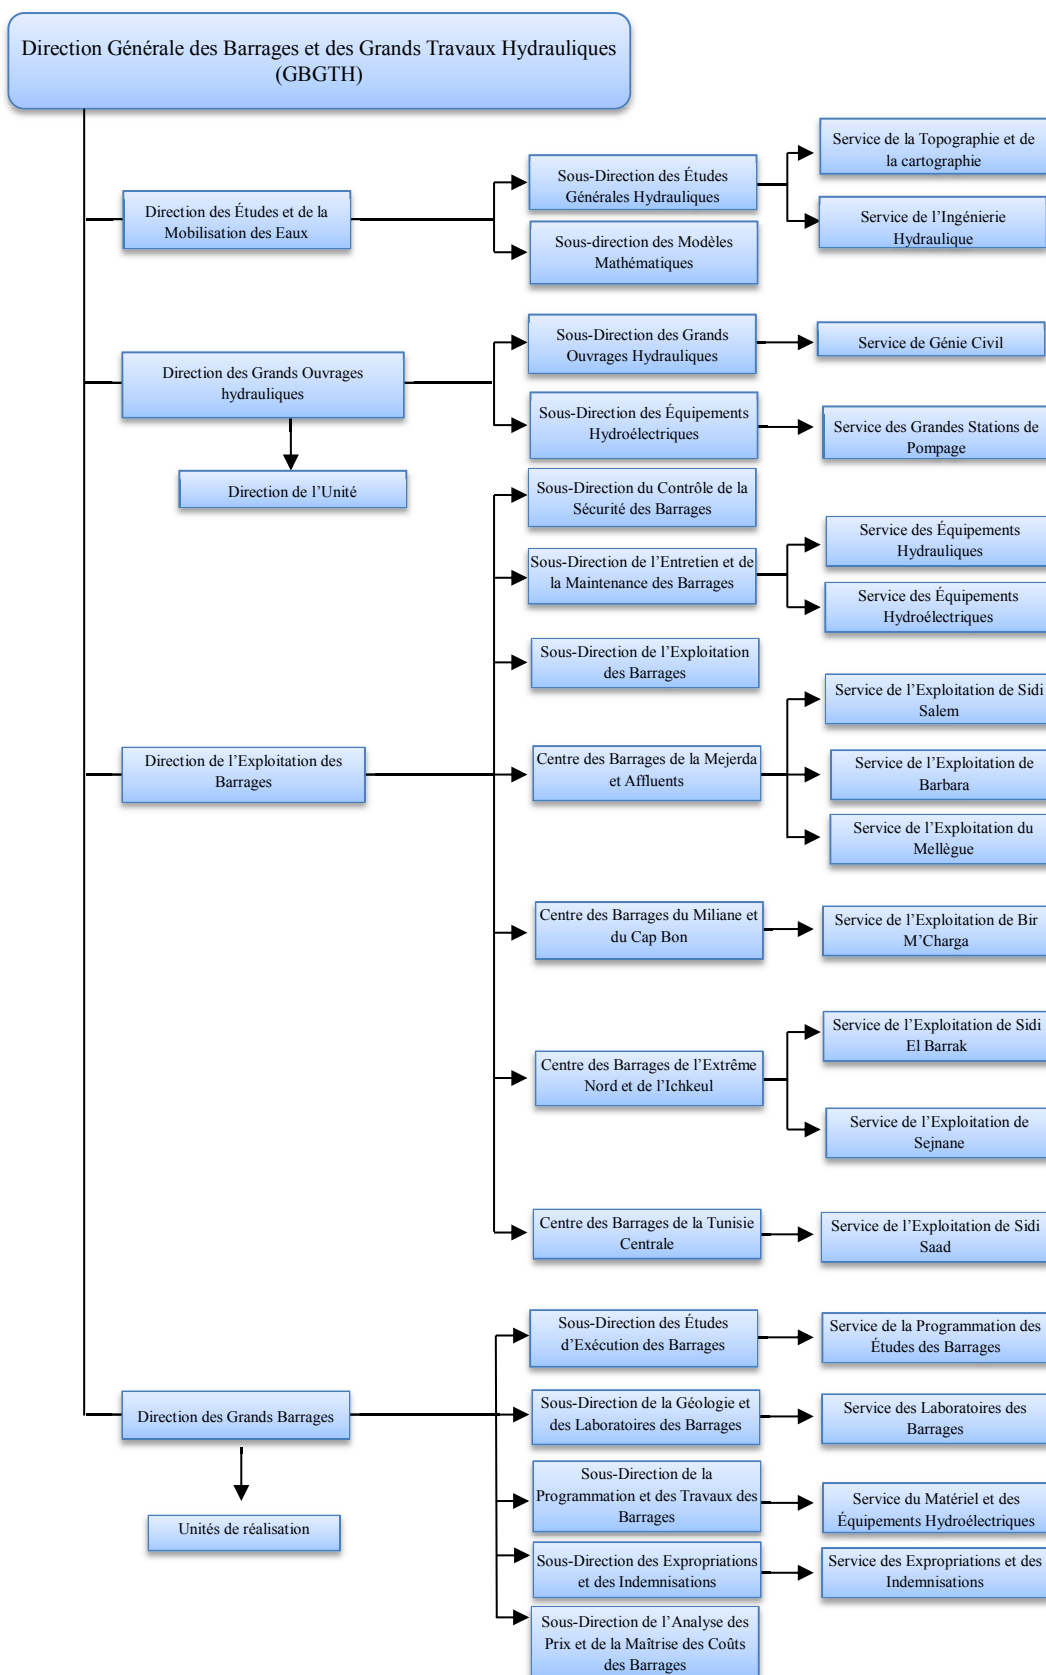 Direction Générale des Barrages et des Grands Travaux Hydrauliques
(GBGTH)
Direction des Études et de la
Mobilisation des Eaux
Sous-Direction des Études
Générales Hydrauliques
Service de la Topographie et de
la cartographie
Service de l’Ingénierie
Hydraulique
Sous-direction des Modèles
Mathématiques
Direction des Grands Ouvrages
hydrauliques
Direction de l’Unité
Sous-Direction des Grands
Ouvrages Hydrauliques
Service de Génie Civil
Sous-Direction des Équipements
Hydroélectriques
Service des Grandes Stations de
Pompage
Direction de l’Exploitation des
Barrages
Sous-Direction du Contrôle de la
Sécurité des Barrages
Sous-Direction de l’Entretien et de
la Maintenance des Barrages
Service des Équipements
Hydrauliques
Service des Équipements
Hydroélectriques
Sous-Direction de l’Exploitation
des Barrages
Centre des Barrages de la Mejerda
et Affluents
Service de l’Exploitation de Sidi
Salem
Service de l’Exploitation de
Barbara
Service de l’Exploitation du
Mellègue
Centre des Barrages du Miliane et
du Cap Bon
Service de l’Exploitation de Bir
M’Charga
Centre des Barrages de l’Extrême
Nord et de l’Ichkeul
Service de l’Exploitation de Sidi
El Barrak
Service de l’Exploitation de
Sejnane
Centre des Barrages de la Tunisie
Centrale
Service de l’Exploitation de Sidi
Saad
Direction des Grands Barrages
Unités de réalisation
Sous-Direction des Études
d’Exécution des Barrages
Service de la Programmation des
Études des Barrages
Sous-Direction de la Géologie et
des Laboratoires des Barrages
Service des Laboratoires des
Barrages
Sous-Direction de la
Programmation et des Travaux des
Barrages
Service du Matériel et des
Équipements Hydroélectriques
Sous-Direction des Expropriations
et des Indemnisations
Service des Expropriations et des
Indemnisations
Sous-Direction de l’Analyse des
Prix et de la Maîtrise des Coûts
des Barrages